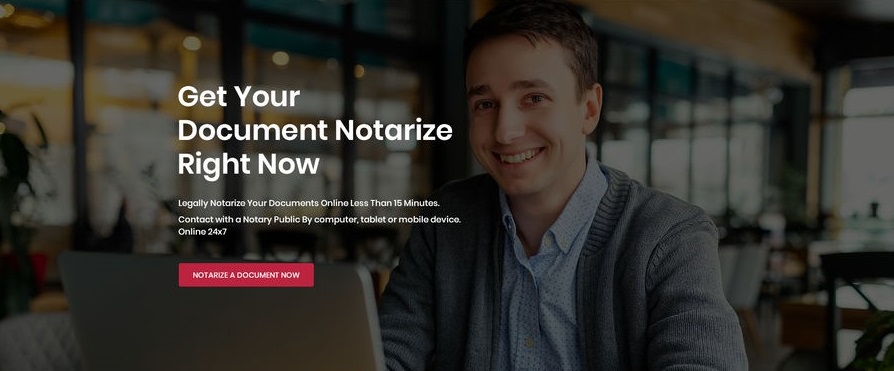 Get Your
Document Notarize
Right Now
Legally Notarize Your Documents Online Less Than 15 Minutes.
Contact with a Notary Public By computer, tablet or mobile device.
Online 24x7
NOTARIZE A DOCUMENT NOW